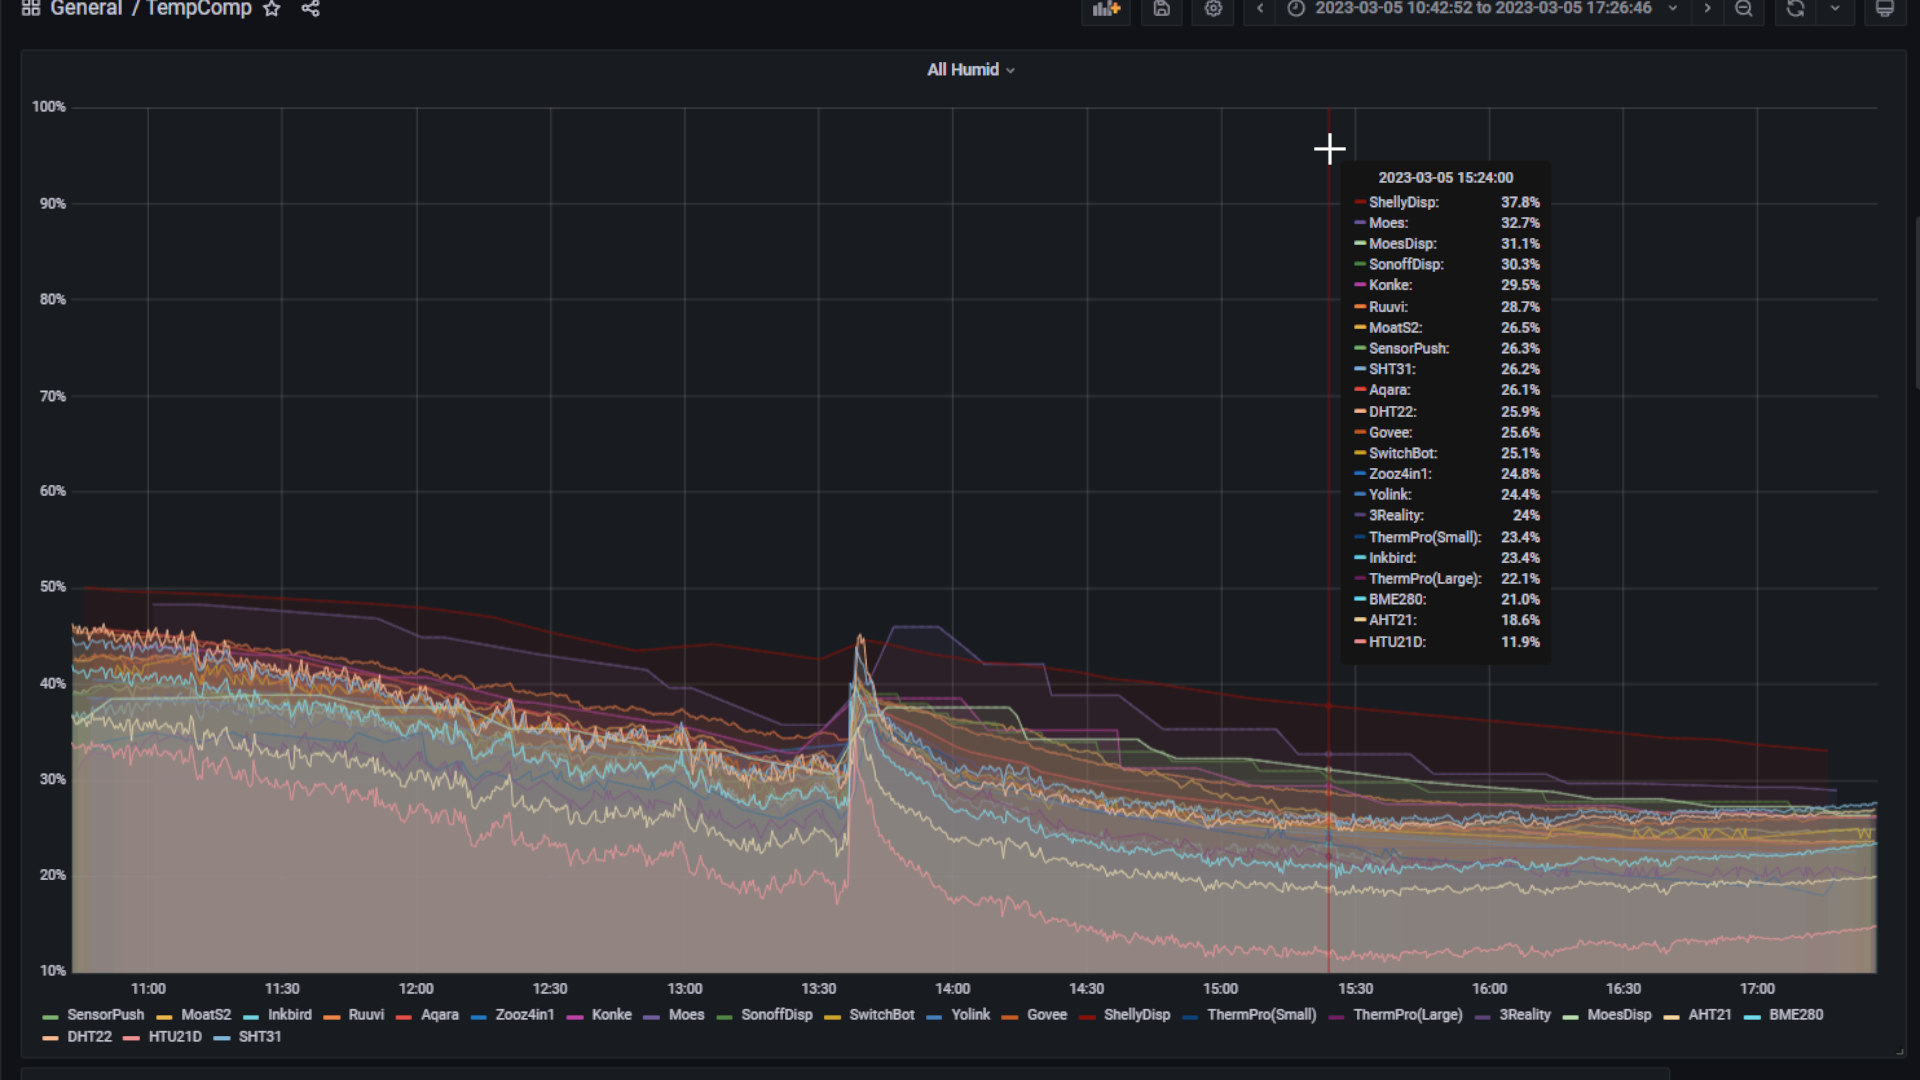 General / TempComp
2023-03-05 10:42:52 to 2023-03-05 17:26:46
All Humid
100%
90%
80%
70%
60%
50%
40%
30%
20%
10%
2023-03-05 15:24:00
ShellyDisp: 37.8%
Moes: 32.7%
MoesDisp: 31.1%
SonoffDisp: 30.3%
Konke: 29.5%
Ruuvi: 28.7%
MoatS2: 26.5%
SensorPush: 26.3%
SHT31: 26.2%
Aqara: 26.1%
DHT22: 25.9%
Govee: 25.6%
SwitchBot: 25.1%
Zooz4in1: 24.8%
Yolink: 24.4%
3Reality: 24%
ThermPro(Small): 23.4%
Inkbird: 23.4%
ThermPro(Large): 22.1%
BME280: 21.0%
AHT21: 18.6%
HTU21D: 11.9%
11:00 11:30 12:00 12:30 13:00 13:30 14:00 14:30 15:00 15:30 16:00 16:30 17:00
SensorPush MoatS2 Inkbird Ruuvi Aqara Zooz4in1 Konke Moes SonoffDisp SwitchBot Yolink Govee ShellyDisp ThermPro(Small) ThermPro(Large) 3Reality MoesDisp AHT21 BME280
DHT22 HTU21D SHT31